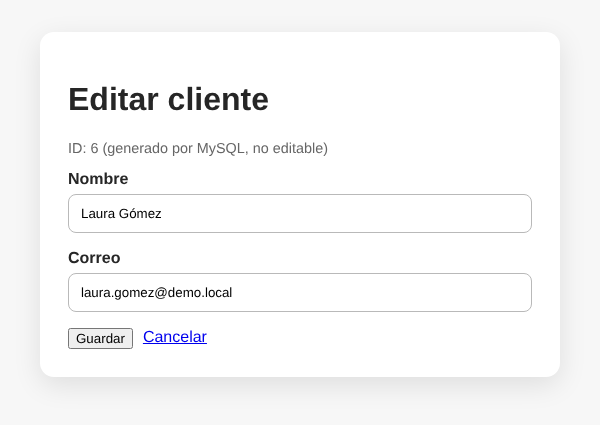 Editar cliente
ID: 6 (generado por MySQL, no editable)
Nombre
Laura Gómez
Correo
laura.gomez@demo.local
Guardar Cancelar